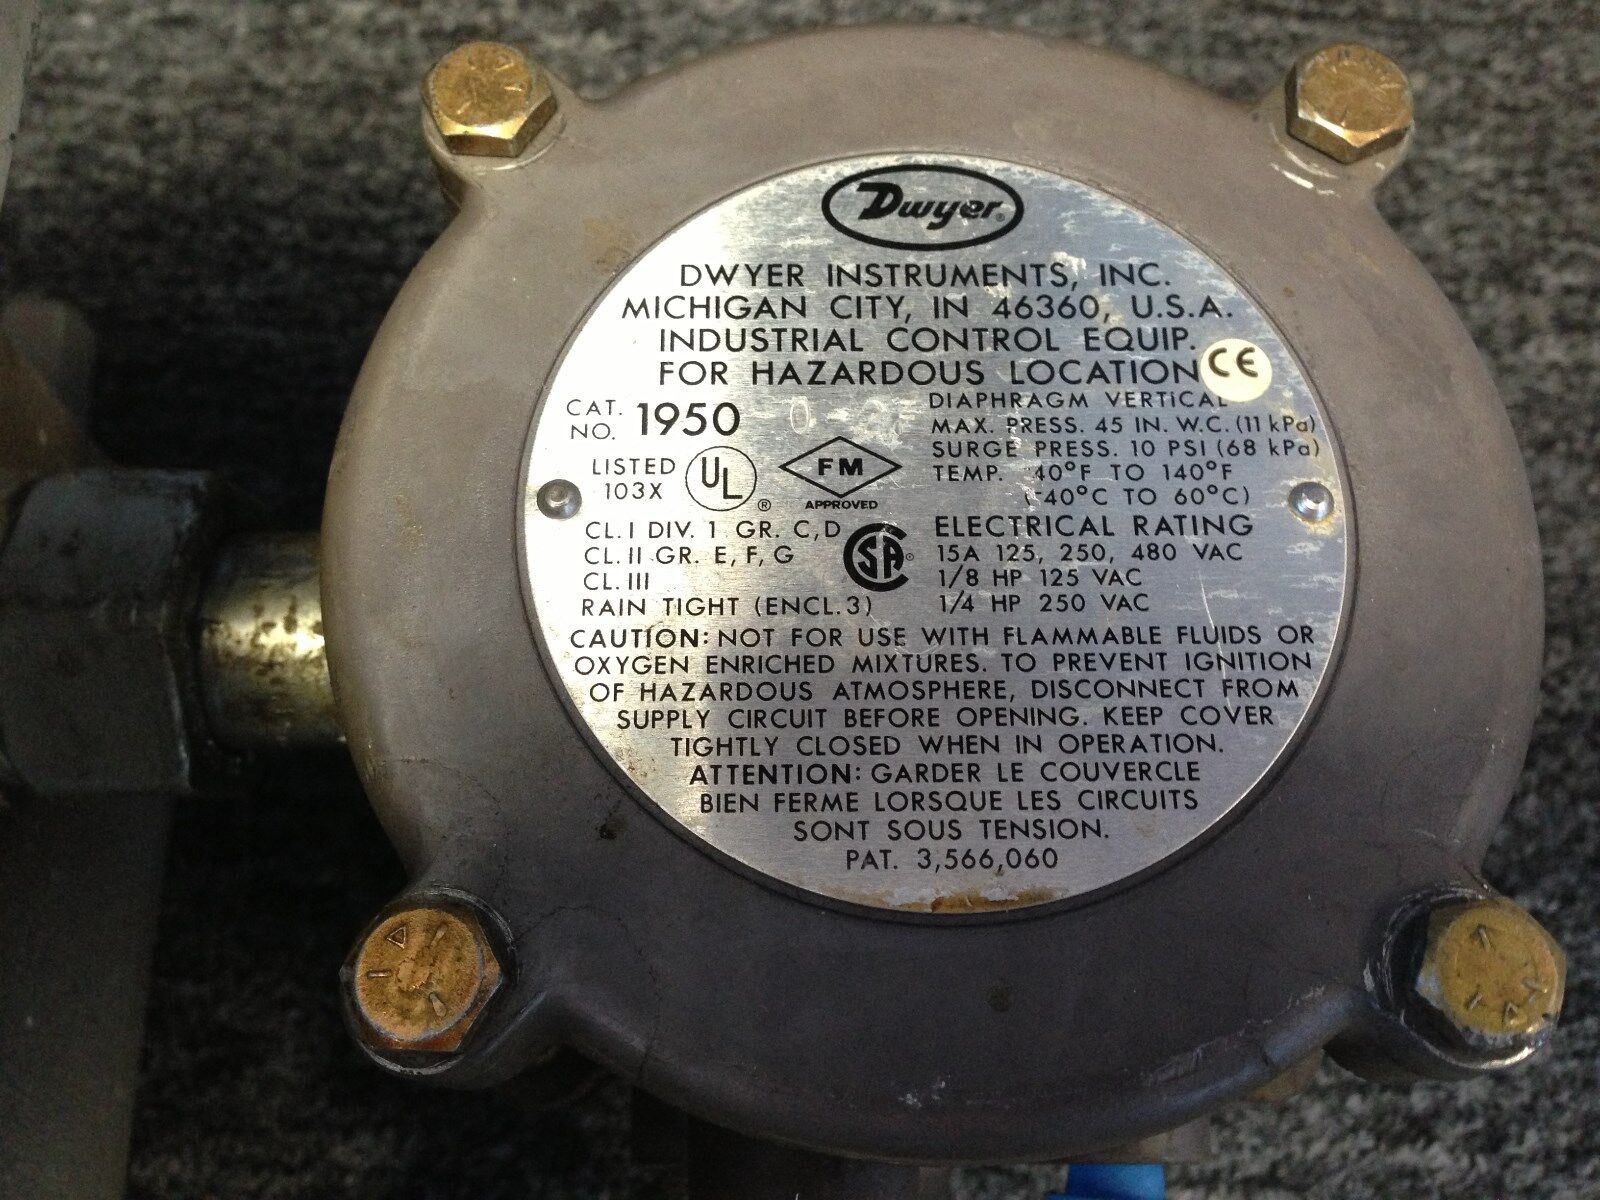 Dwyer
DWYER INSTRUMENTS, INC.
MICHIGAN CITY, IN 46360, U.S.A.
INDUSTRIAL CONTROL EQUIP.
FOR HAZARDOUS LOCATION
CE
CAT. NO. 1950
LISTED 103X
UL ®
FM
APPROVED
CL. I DIV. 1 GR. C, D
CL. II GR. E, F, G
CL. III
RAIN TIGHT (ENCL. 3)
SA ®
DIAPHRAGM VERTICAL
MAX. PRESS. 45 IN. W.C. (11 kPa)
SURGE PRESS. 10 PSI (68 kPa)
TEMP. -40°F TO 140°F
(-40°C TO 60°C)
ELECTRICAL RATING
15A 125, 250, 480 VAC
1/8 HP 125 VAC
1/4 HP 250 VAC
CAUTION: NOT FOR USE WITH FLAMMABLE FLUIDS OR
OXYGEN ENRICHED MIXTURES. TO PREVENT IGNITION
OF HAZARDOUS ATMOSPHERE, DISCONNECT FROM
SUPPLY CIRCUIT BEFORE OPENING. KEEP COVER
TIGHTLY CLOSED WHEN IN OPERATION.
ATTENTION: GARDER LE COUVERCLE
BIEN FERME LORSQUE LES CIRCUITS
SONT SOUS TENSION.
PAT. 3,566,060